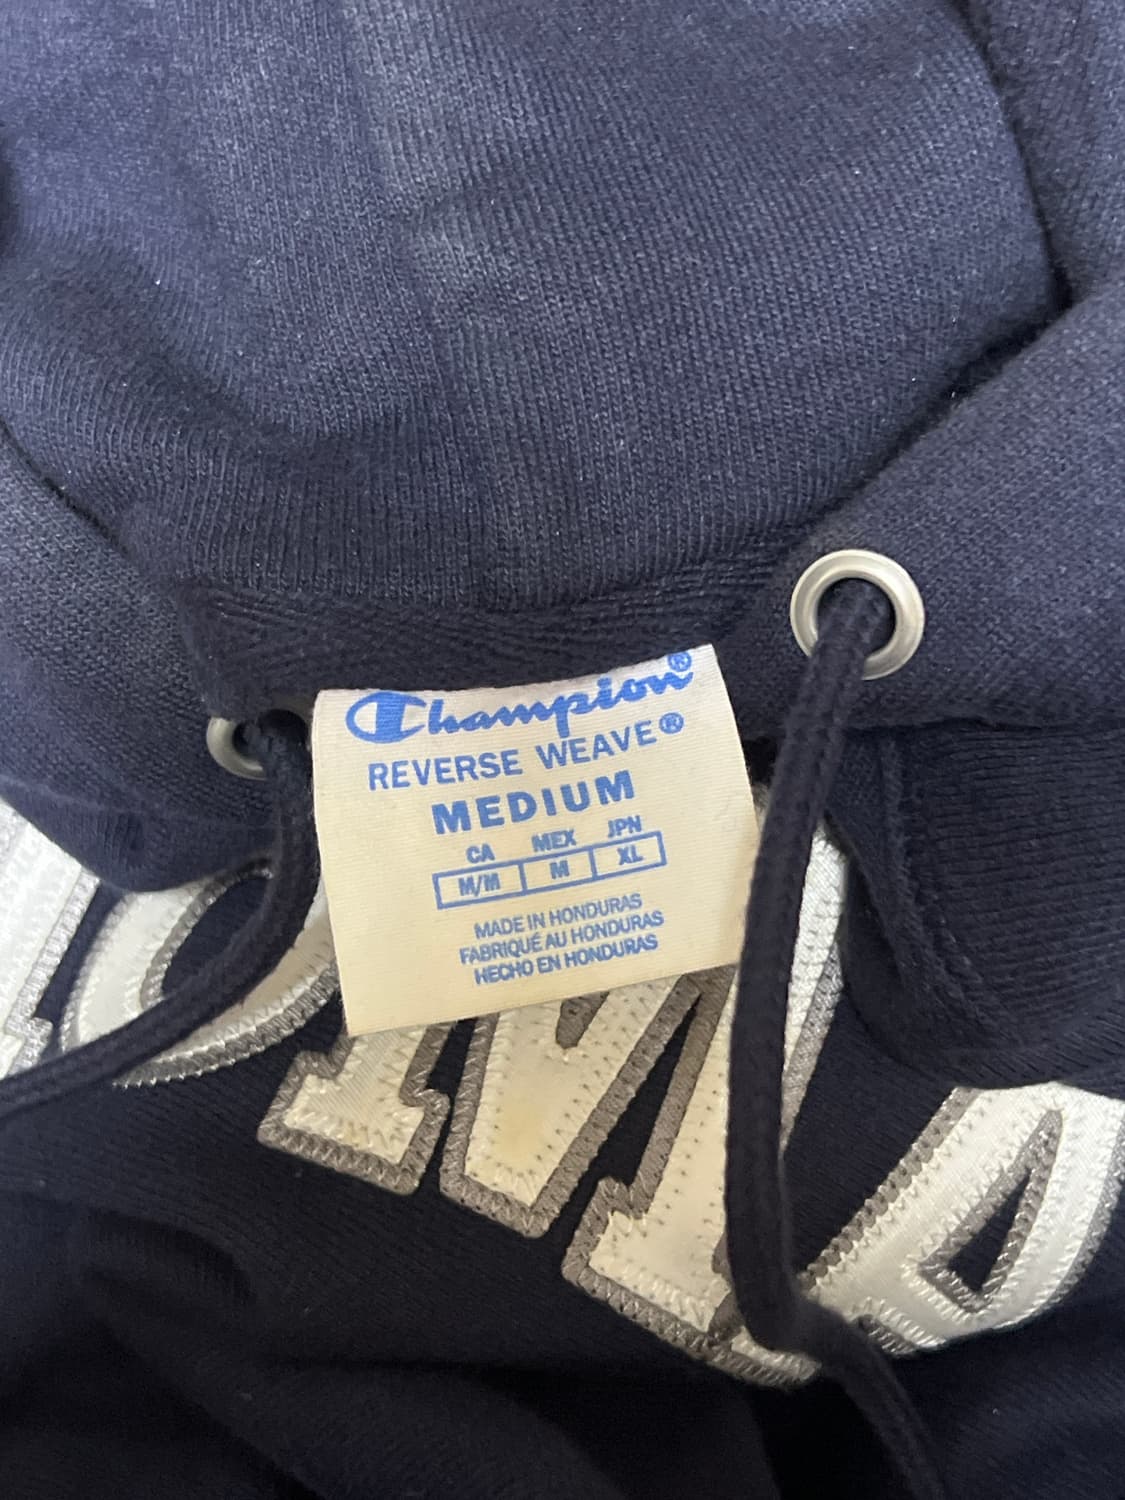 Champion®
REVERSE WEAVE®
MEDIUM
CA MEX JPN
M/M M XL
MADE IN HONDURAS
FABRIQUÉ AU HONDURAS
HECHO EN HONDURAS